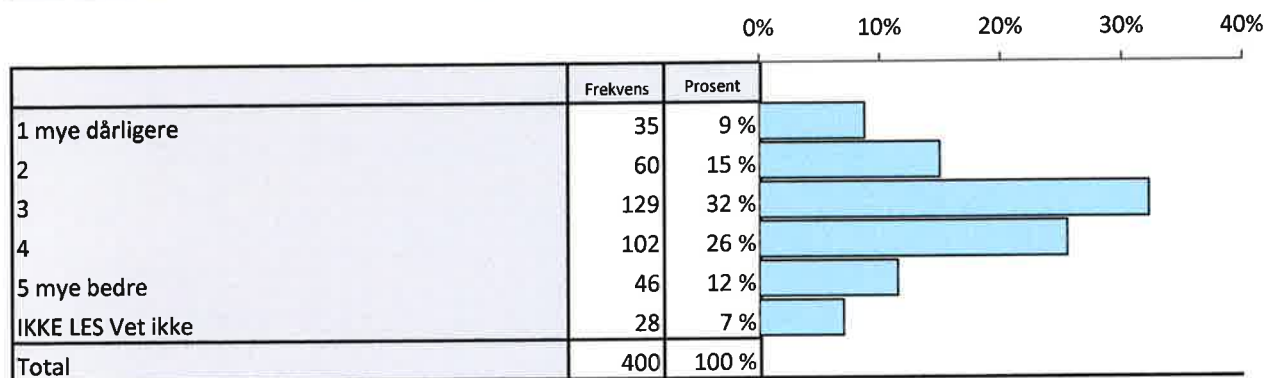 0% 10% 20% 30% 40%
Frekvens Prosent
1 mye dårligere 35 9 %
2 60 15 %
3 129 32 %
4 102 26 %
5 mye bedre 46 12 %
IKKE LES Vet ikke 28 7 %
Total 400 100 %